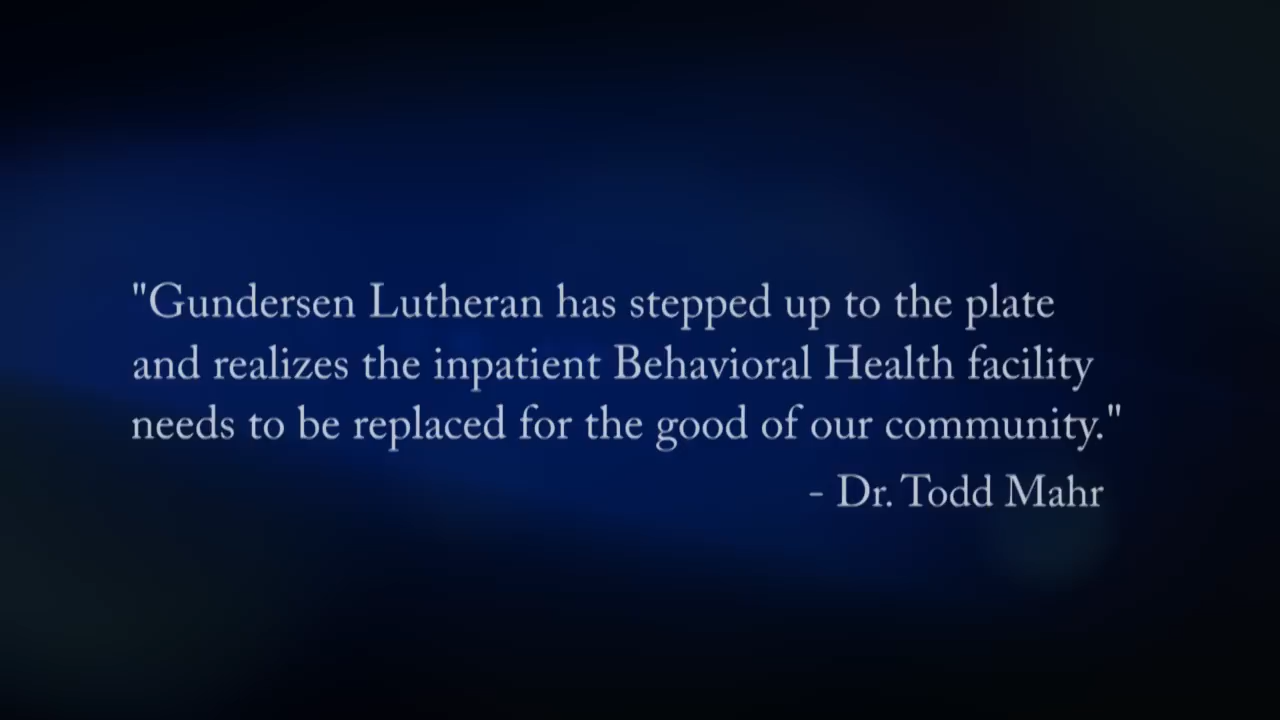 "Gundersen Lutheran has stepped up to the plate
and realizes the inpatient Behavioral Health facility
needs to be replaced for the good of our community."
- Dr. Todd Mahr